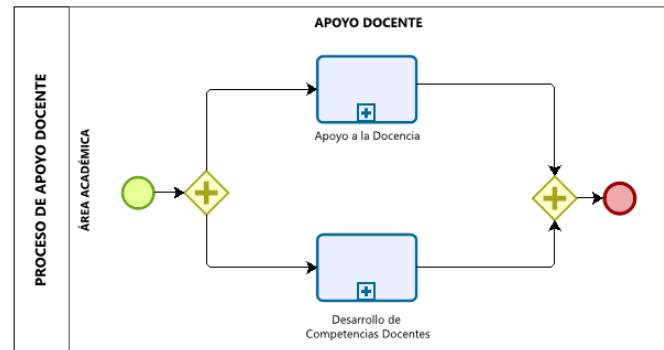 APOYO DOCENTE
PROCESO DE APOYO DOCENTE
ÁREA ACADÉMICA
Apoyo a la Docencia
Desarrollo de
Competencias Docentes